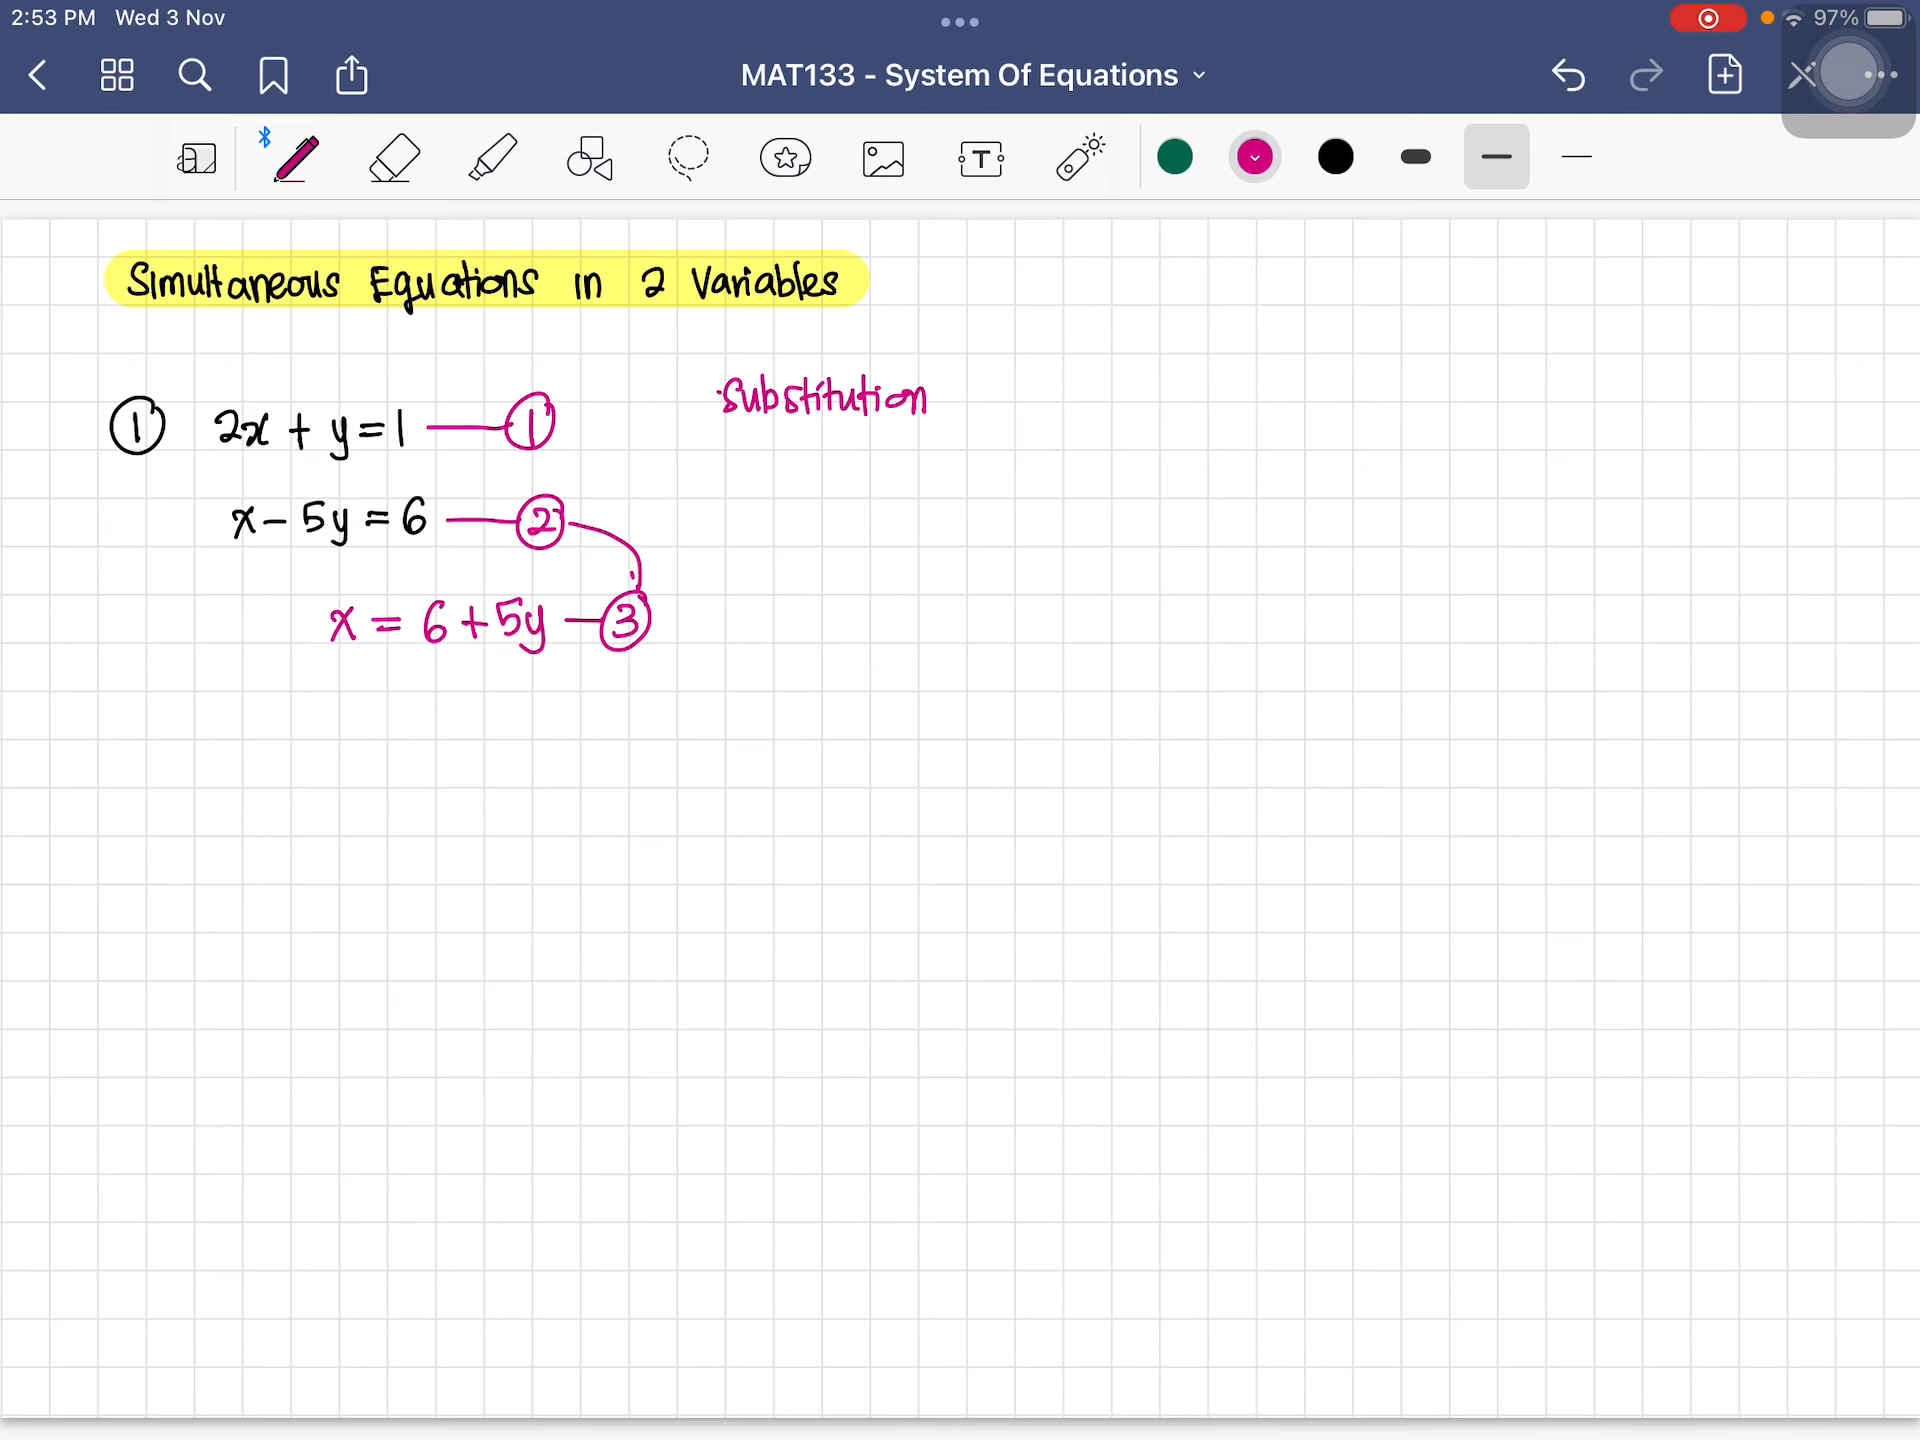 2:53 PM Wed 3 Nov
97%
MAT133 - System Of Equations
Simultaneous Equations in 2 Variables
① 2x + y = 1 — ①
Substitution
x - 5y = 6 — ②
x = 6 + 5y — ③